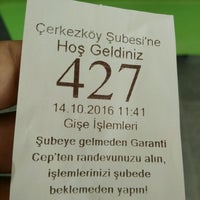 Çerkezköy Şubesi'ne
Hoş Geldiniz
427
14.10.2016 11:41
Gişe İşlemleri
Şubeye gelmeden Garanti
Cep'ten randevunuzu alın,
işlemlerinizi şubede
beklemeden yapın!